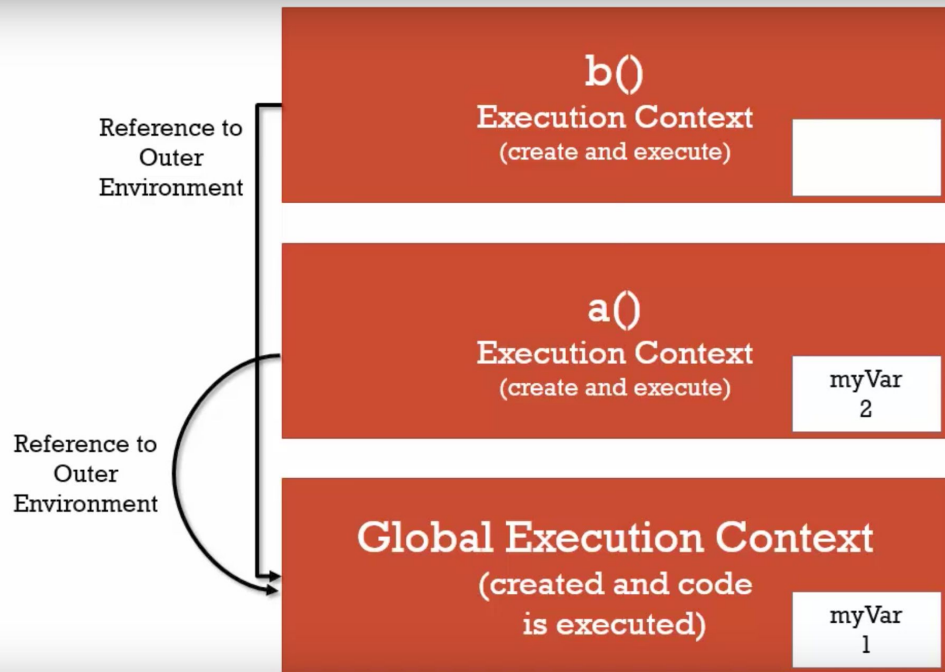 b()
Execution Context
(create and execute)
Reference to
Outer
Environment
a()
Execution Context
(create and execute)
myVar
2
Reference to
Outer
Environment
Global Execution Context
(created and code
is executed)
myVar
1